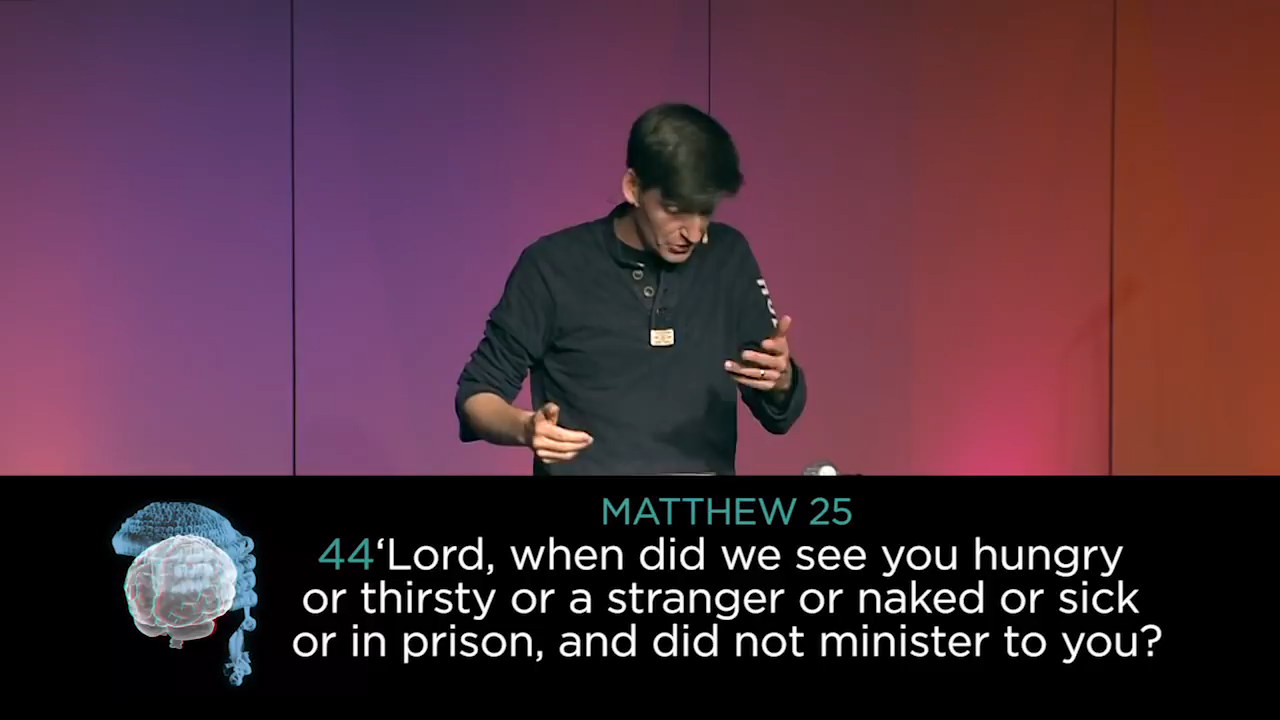 MATTHEW 25
44‘Lord, when did we see you hungry
or thirsty or a stranger or naked or sick
or in prison, and did not minister to you?